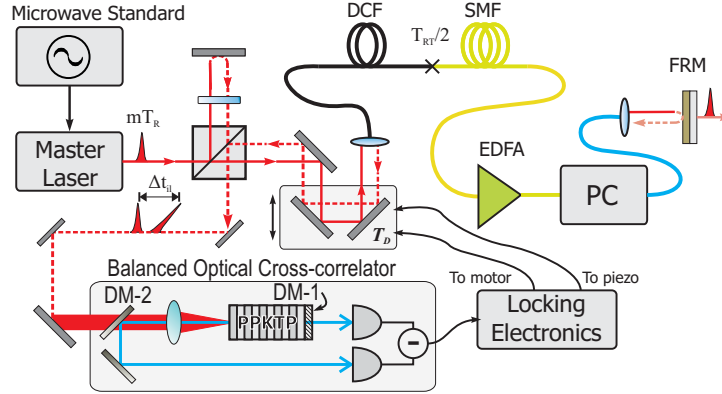 Microwave Standard
DCF
SMF
T_RT/2
FRM
mT_R
Master
Laser
EDFA
PC
Δt_il
T_D
Balanced Optical Cross-correlator
DM-2
DM-1
PPKTP
To motor
To piezo
Locking
Electronics
-